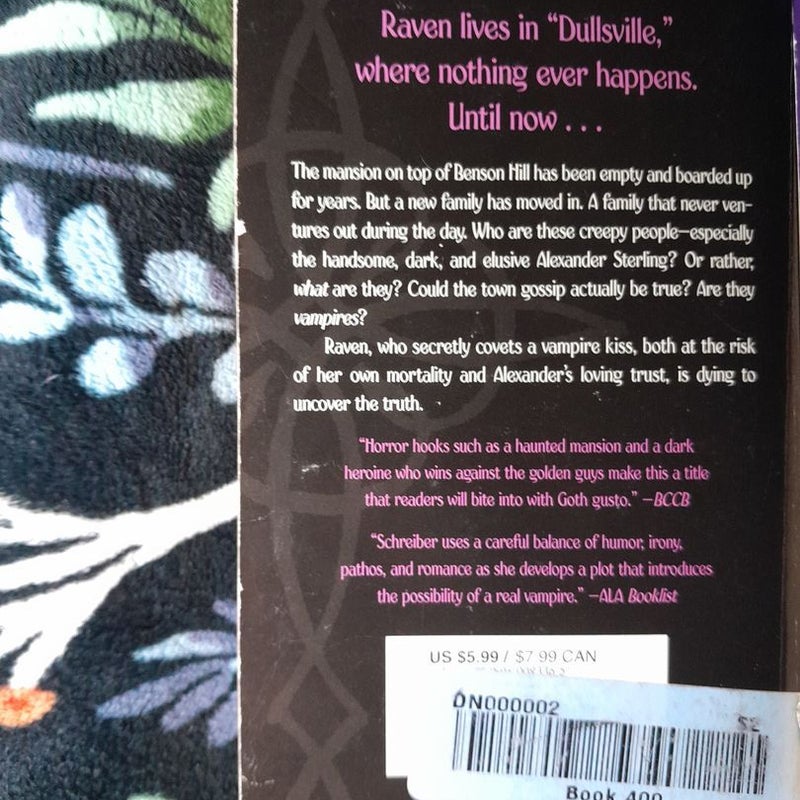 Raven lives in “Dullsville,”
where nothing ever happens.
Until now . . .
The mansion on top of Benson Hill has been empty and boarded up
for years. But a new family has moved in. A family that never ven-
tures out during the day. Who are these creepy people—especially
the handsome, dark, and elusive Alexander Sterling? Or rather,
what are they? Could the town gossip actually be true? Are they
vampires?
Raven, who secretly covets a vampire kiss, both at the risk
of her own mortality and Alexander’s loving trust, is dying to
uncover the truth.
“Horror hooks such as a haunted mansion and a dark
heroine who wins against the golden guys make this a title
that readers will bite into with Goth gusto.” —BCCB
“Schreiber uses a careful balance of humor, irony,
pathos, and romance as she develops a plot that introduces
the possibility of a real vampire.” —ALA Booklist
US $5.99 / $7.99 CAN
DN000002
Book 400